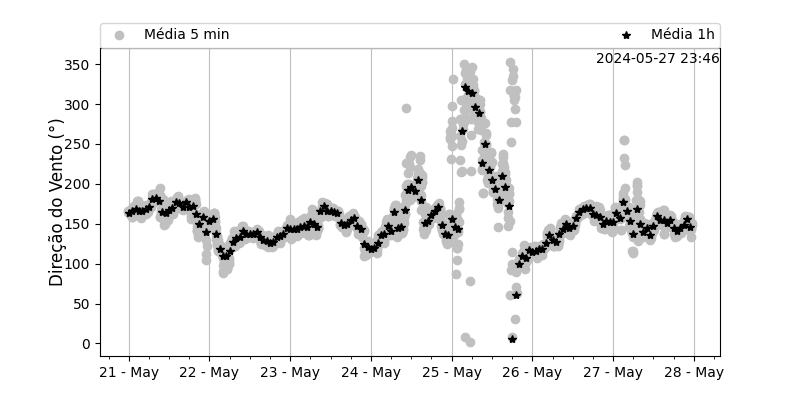 Média 5 min
Média 1h
2024-05-27 23:46
Direção do Vento (°)
350
300
250
200
150
100
50
0
21 - May
22 - May
23 - May
24 - May
25 - May
26 - May
27 - May
28 - May